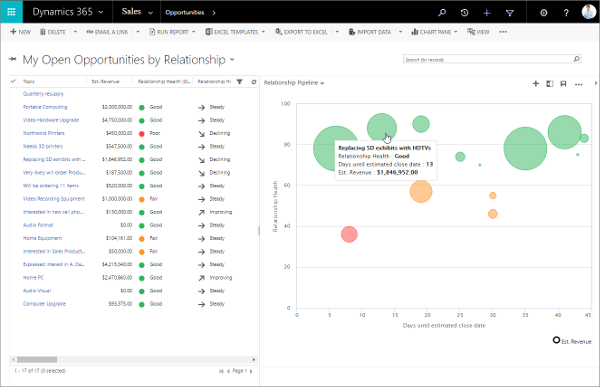 Dynamics 365 Sales Opportunities
NEW DELETE EMAIL A LINK RUN REPORT EXCEL TEMPLATES EXPORT TO EXCEL IMPORT DATA CHART PANE VIEW
My Open Opportunities by Relationship
Search for records
Topic Est. Revenue Relationship Health (S... Relationship H
Quarterly resupply
Portable Computing $2,000,000.00 Good Steady
Video Hardware Upgrade $4,750,000.00 Good Steady
Northwind Printers $450,000.00 Poor Declining
Needs 3D printers $547,500.00 Good Steady
Replacing SD exhibits with ... $1,846,952.00 Good Declining
Very likely will order Produc... $187,500.00 Good Declining
Will be ordering 11 items $520,000.00 Good Steady
Video Recording Equipment $1,000,000.00 Fair Steady
Interested in new cell pho... $150,000.00 Good Improving
Audio Format $0.00 Good Steady
Home Equipment $104,161.00 Fair Steady
Interested in Sales Produc... $50,000.00 Fair Steady
Expressed interest in A. Da... $4,215,040.00 Good Steady
Home PC $2,470,660.00 Good Improving
Audio Visual $0.00 Good Steady
Computer Upgrade $93,375.00 Good Steady
1 - 17 of 17 (0 selected)
Page 1
Relationship Pipeline
100
80
60
40
20
0
Relationship Health
Replacing SD exhibits with HDTVs
Relationship Health : Good
Days until estimated close date : 13
Est. Revenue : $1,846,952.00
0 5 10 15 20 25 30 35 40 45
Days until estimated close date
Est. Revenue